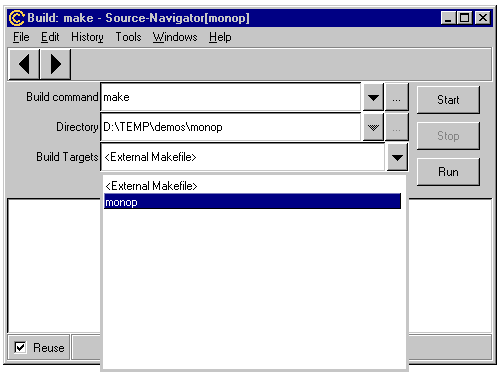 Build: make - Source-Navigator[monop]
File Edit History Tools Windows Help
Build command make ... Start
Directory D:\TEMP\demos\monop ... Stop
Build Targets <External Makefile> Run
<External Makefile>
monop
Reuse